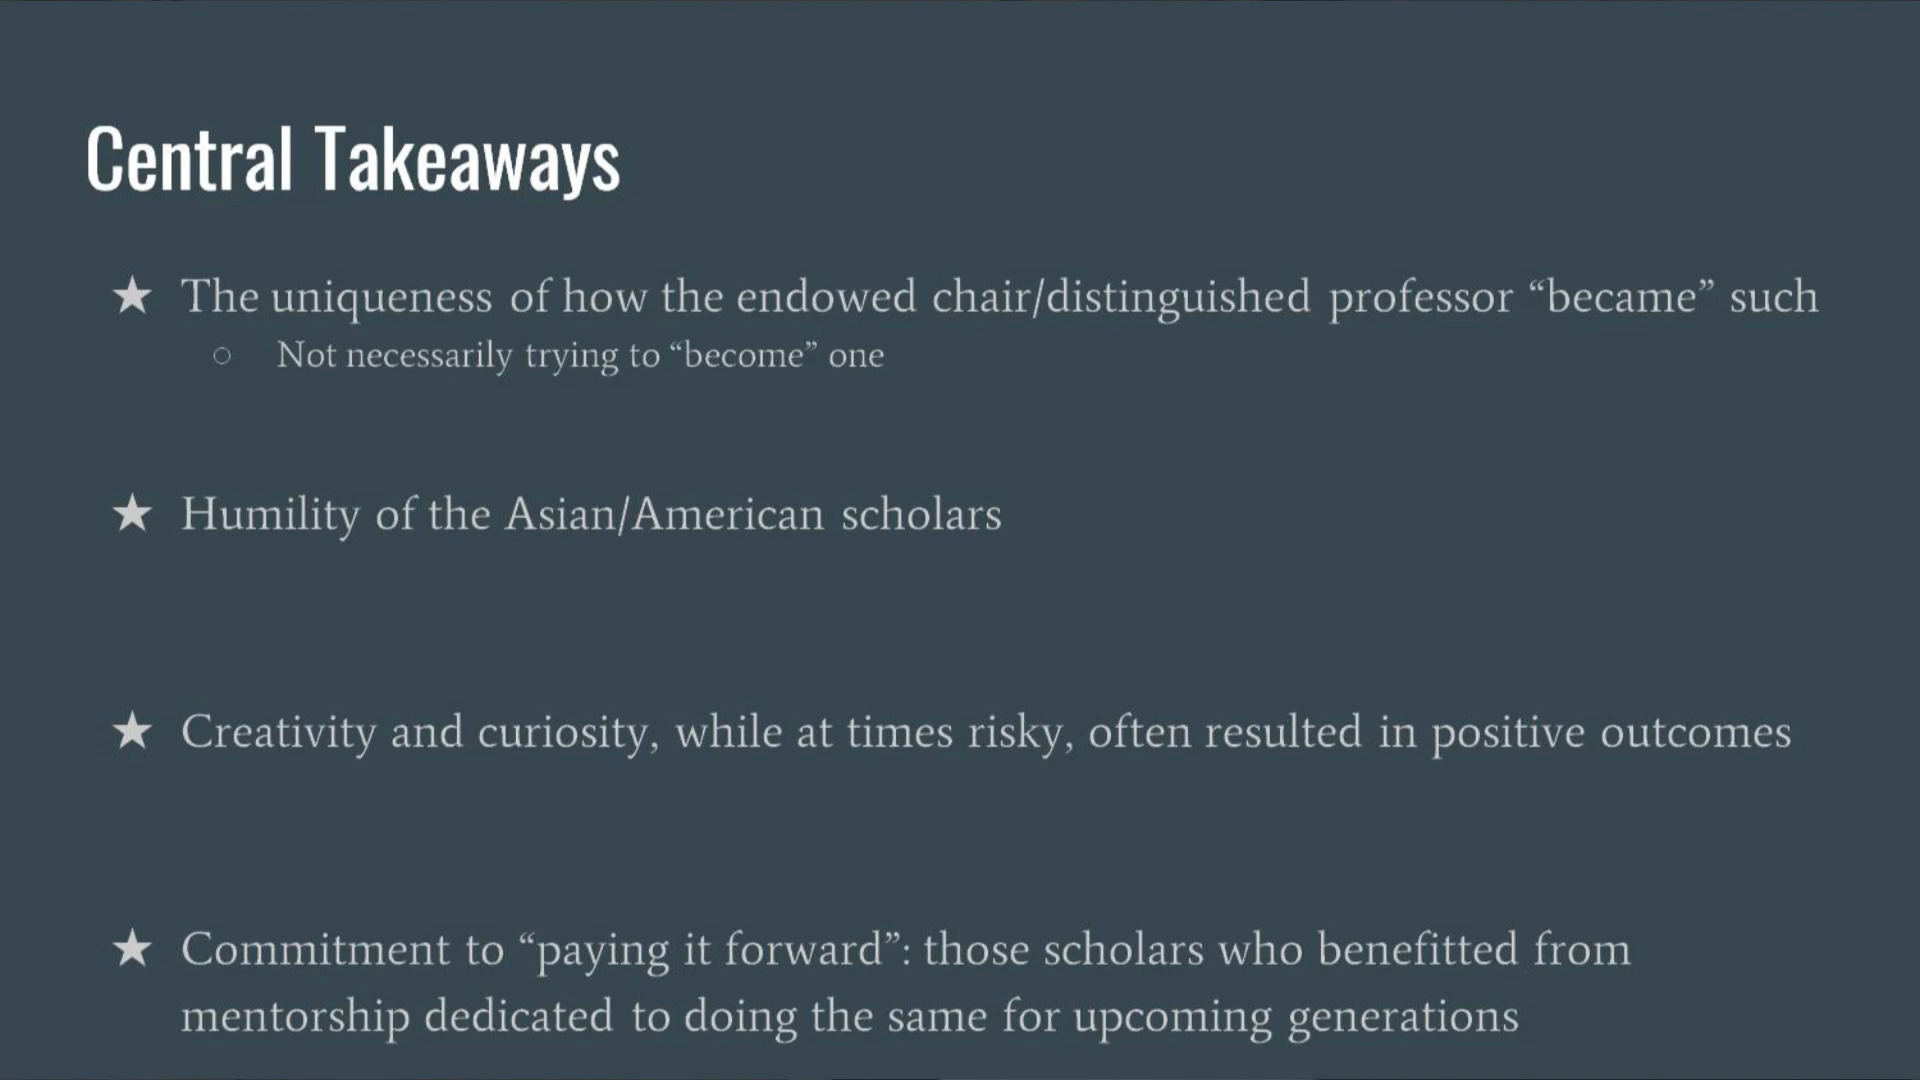 Central Takeaways
★ The uniqueness of how the endowed chair/distinguished professor “became” such
○ Not necessarily trying to “become” one
★ Humility of the Asian/American scholars
★ Creativity and curiosity, while at times risky, often resulted in positive outcomes
★ Commitment to “paying it forward”: those scholars who benefitted from
mentorship dedicated to doing the same for upcoming generations